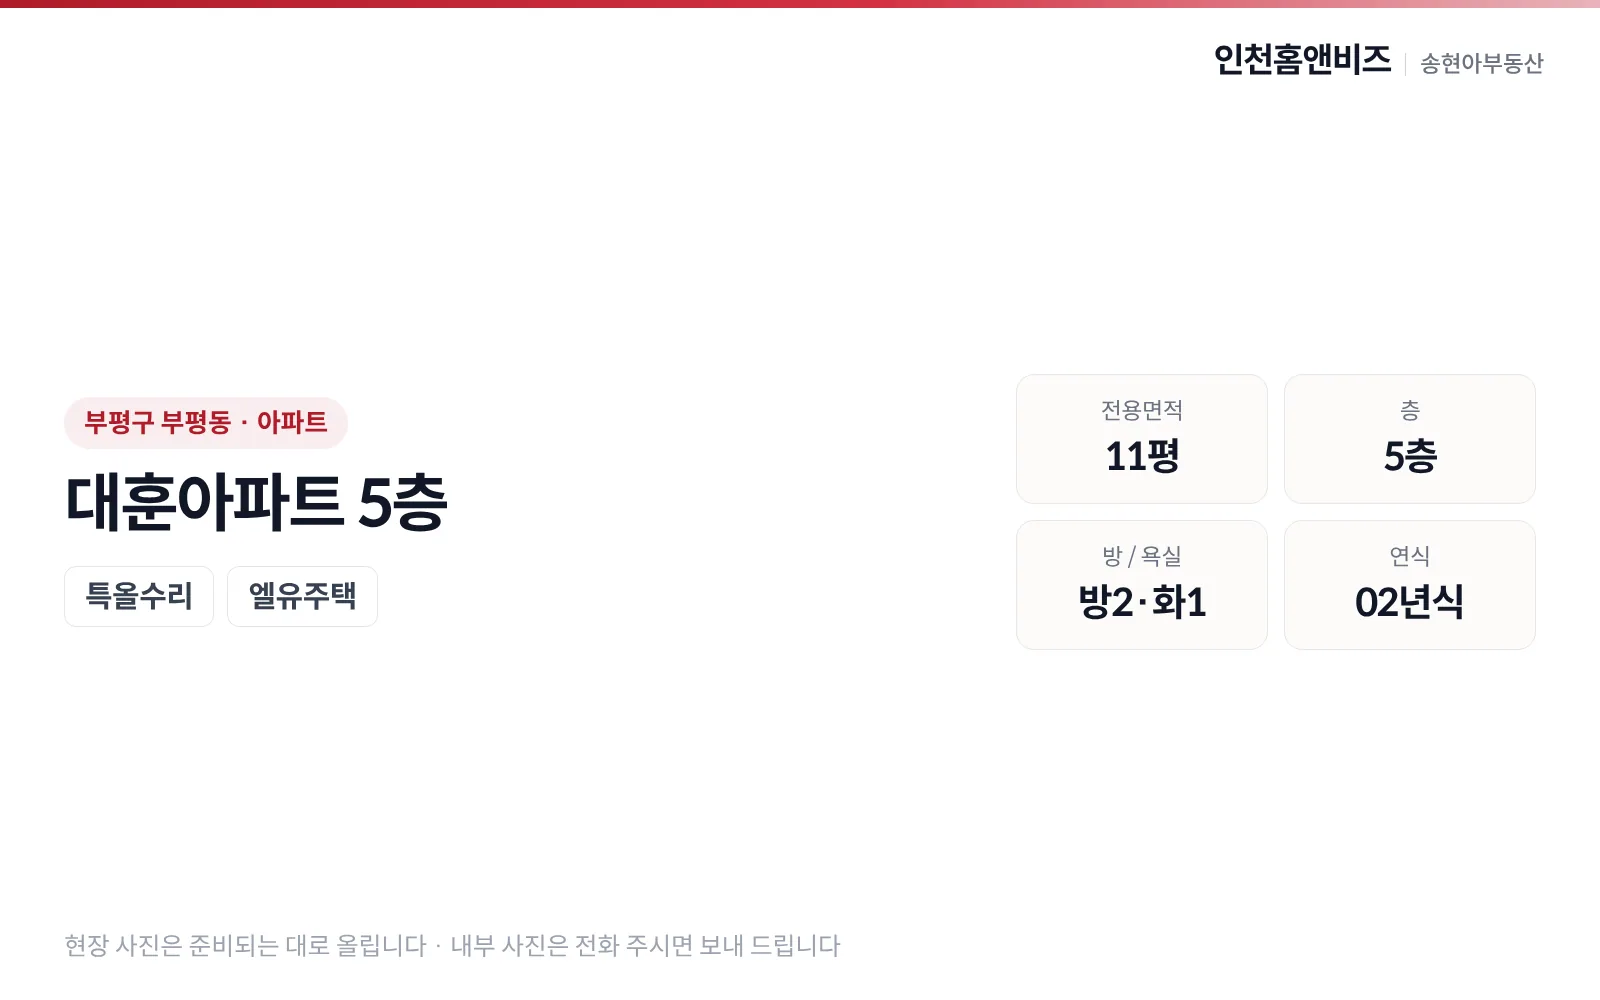 인천홈앤비즈 | 송현아부동산
부평구 부평동 · 아파트
대훈아파트 5층
특올수리 엘유주택
전용면적
11평
층
5층
방 / 욕실
방2·화1
연식
02년식
현장 사진은 준비되는 대로 올립니다 · 내부 사진은 전화 주시면 보내 드립니다